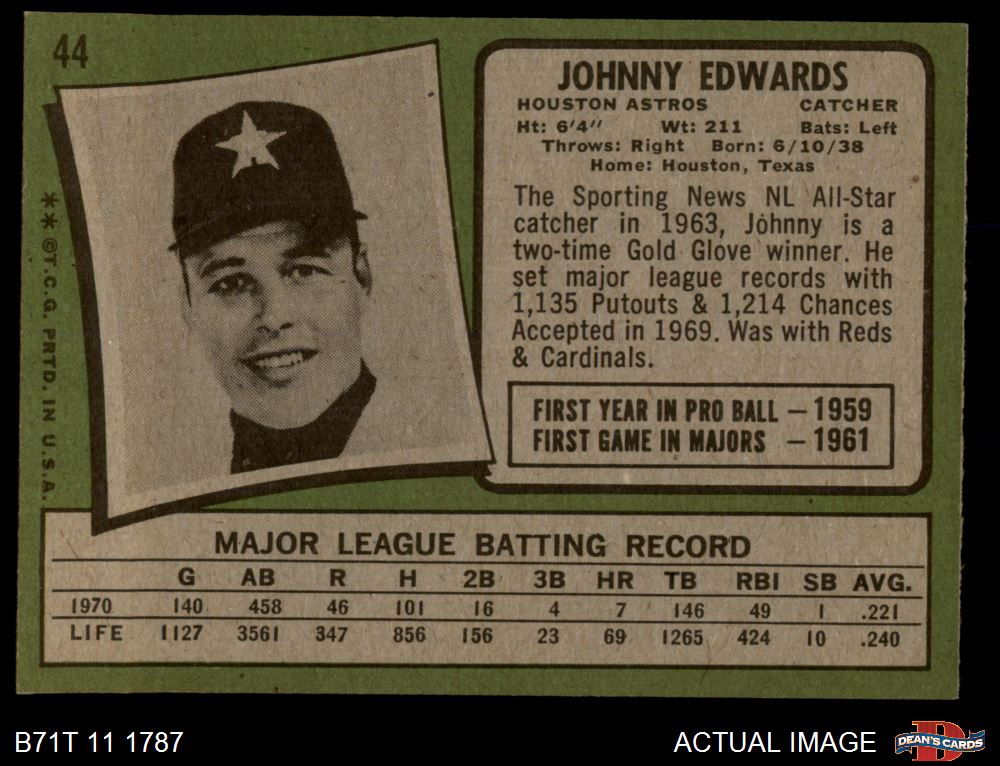 44
JOHNNY EDWARDS
HOUSTON ASTROS CATCHER
Ht: 6'4" Wt: 211 Bats: Left
Throws: Right Born: 6/10/38
Home: Houston, Texas
The Sporting News NL All-Star
catcher in 1963, Johnny is a
two-time Gold Glove winner. He
set major league records with
1,135 Putouts & 1,214 Chances
Accepted in 1969. Was with Reds
& Cardinals.
FIRST YEAR IN PRO BALL — 1959
FIRST GAME IN MAJORS — 1961
**©T.C.G. PRTD. IN U.S.A.
MAJOR LEAGUE BATTING RECORD
G AB R H 2B 3B HR TB RBI SB AVG.
1970 140 458 46 101 16 4 7 146 49 1 .221
LIFE 1127 3561 347 856 156 23 69 1265 424 10 .240
B71T 11 1787
ACTUAL IMAGE
DEAN'S CARDS